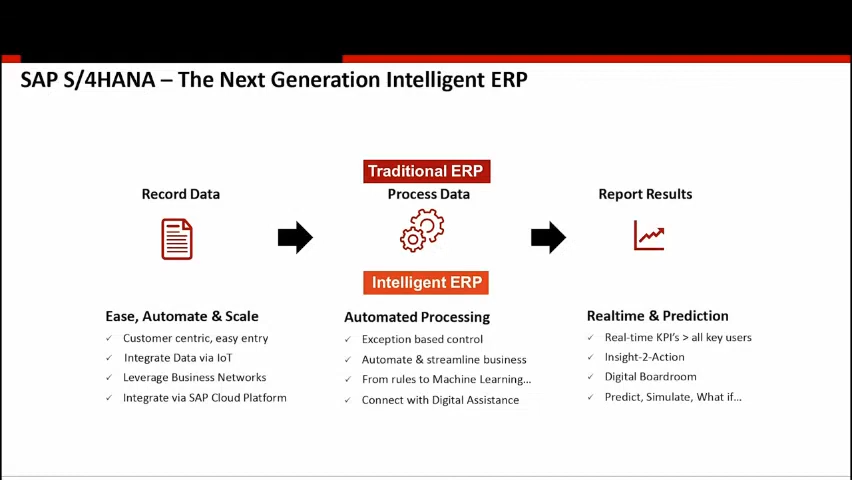 SAP S/4HANA – The Next Generation Intelligent ERP
Traditional ERP
Record Data
Process Data
Report Results
Intelligent ERP
Ease, Automate & Scale
✓ Customer centric, easy entry
✓ Integrate Data via IoT
✓ Leverage Business Networks
✓ Integrate via SAP Cloud Platform
Automated Processing
✓ Exception based control
✓ Automate & streamline business
✓ From rules to Machine Learning...
✓ Connect with Digital Assistance
Realtime & Prediction
✓ Real-time KPI's > all key users
✓ Insight-2-Action
✓ Digital Boardroom
✓ Predict, Simulate, What if...